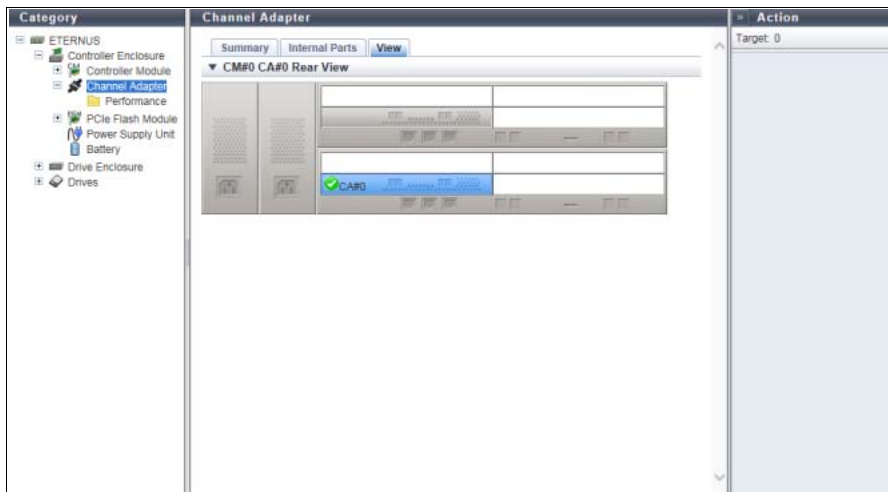 Category
ETERNUS
Controller Enclosure
Controller Module
Channel Adapter
Performance
PCIe Flash Module
Power Supply Unit
Battery
Drive Enclosure
Drives
Channel Adapter
Summary Internal Parts View
▼ CM#0 CA#0 Rear View
CA#0
» Action
Target: 0